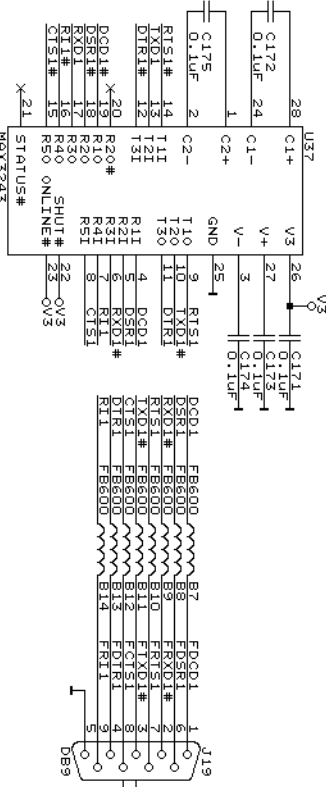 U37
V3
C172
0.1uF
28 C1+ V3 26
C171
0.1uF
24 C1- V+ 27
C173
0.1uF
C175
0.1uF
1 C2+ V- 3
C174
0.1uF
2 C2- GND 25
RTS1# 14 T1I T1O 9 RTS1
TXD1 13 T2I T2O 10 TXD1#
DTR1# 12 T3I T3O 11 DTR1
20 R2O#
DCD1# 19 R1O R1I 4 DCD1
DSR1# 18 R2O R2I 5 DSR1
RXD1 17 R3O R3I 6 RXD1#
RI1# 16 R4O R4I 7 RI1
CTS1# 15 R5O R5I 8 CTS1
SHUT# 22 V3
ONLINE# 23 V3
21 STATUS#
MAX3243
J19
DCD1 FB600 B7 FDCD1 1
DSR1 FB600 B8 FDSR1 6
RXD1# FB600 B9 FRXD1# 2
RTS1 FB600 B10 FRTS1 7
TXD1# FB600 B11 FTXD1# 3
CTS1 FB600 B12 FCTS1 8
DTR1 FB600 B13 FDTR1 4
RI1 FB600 B14 FRI1 9
5
DB9